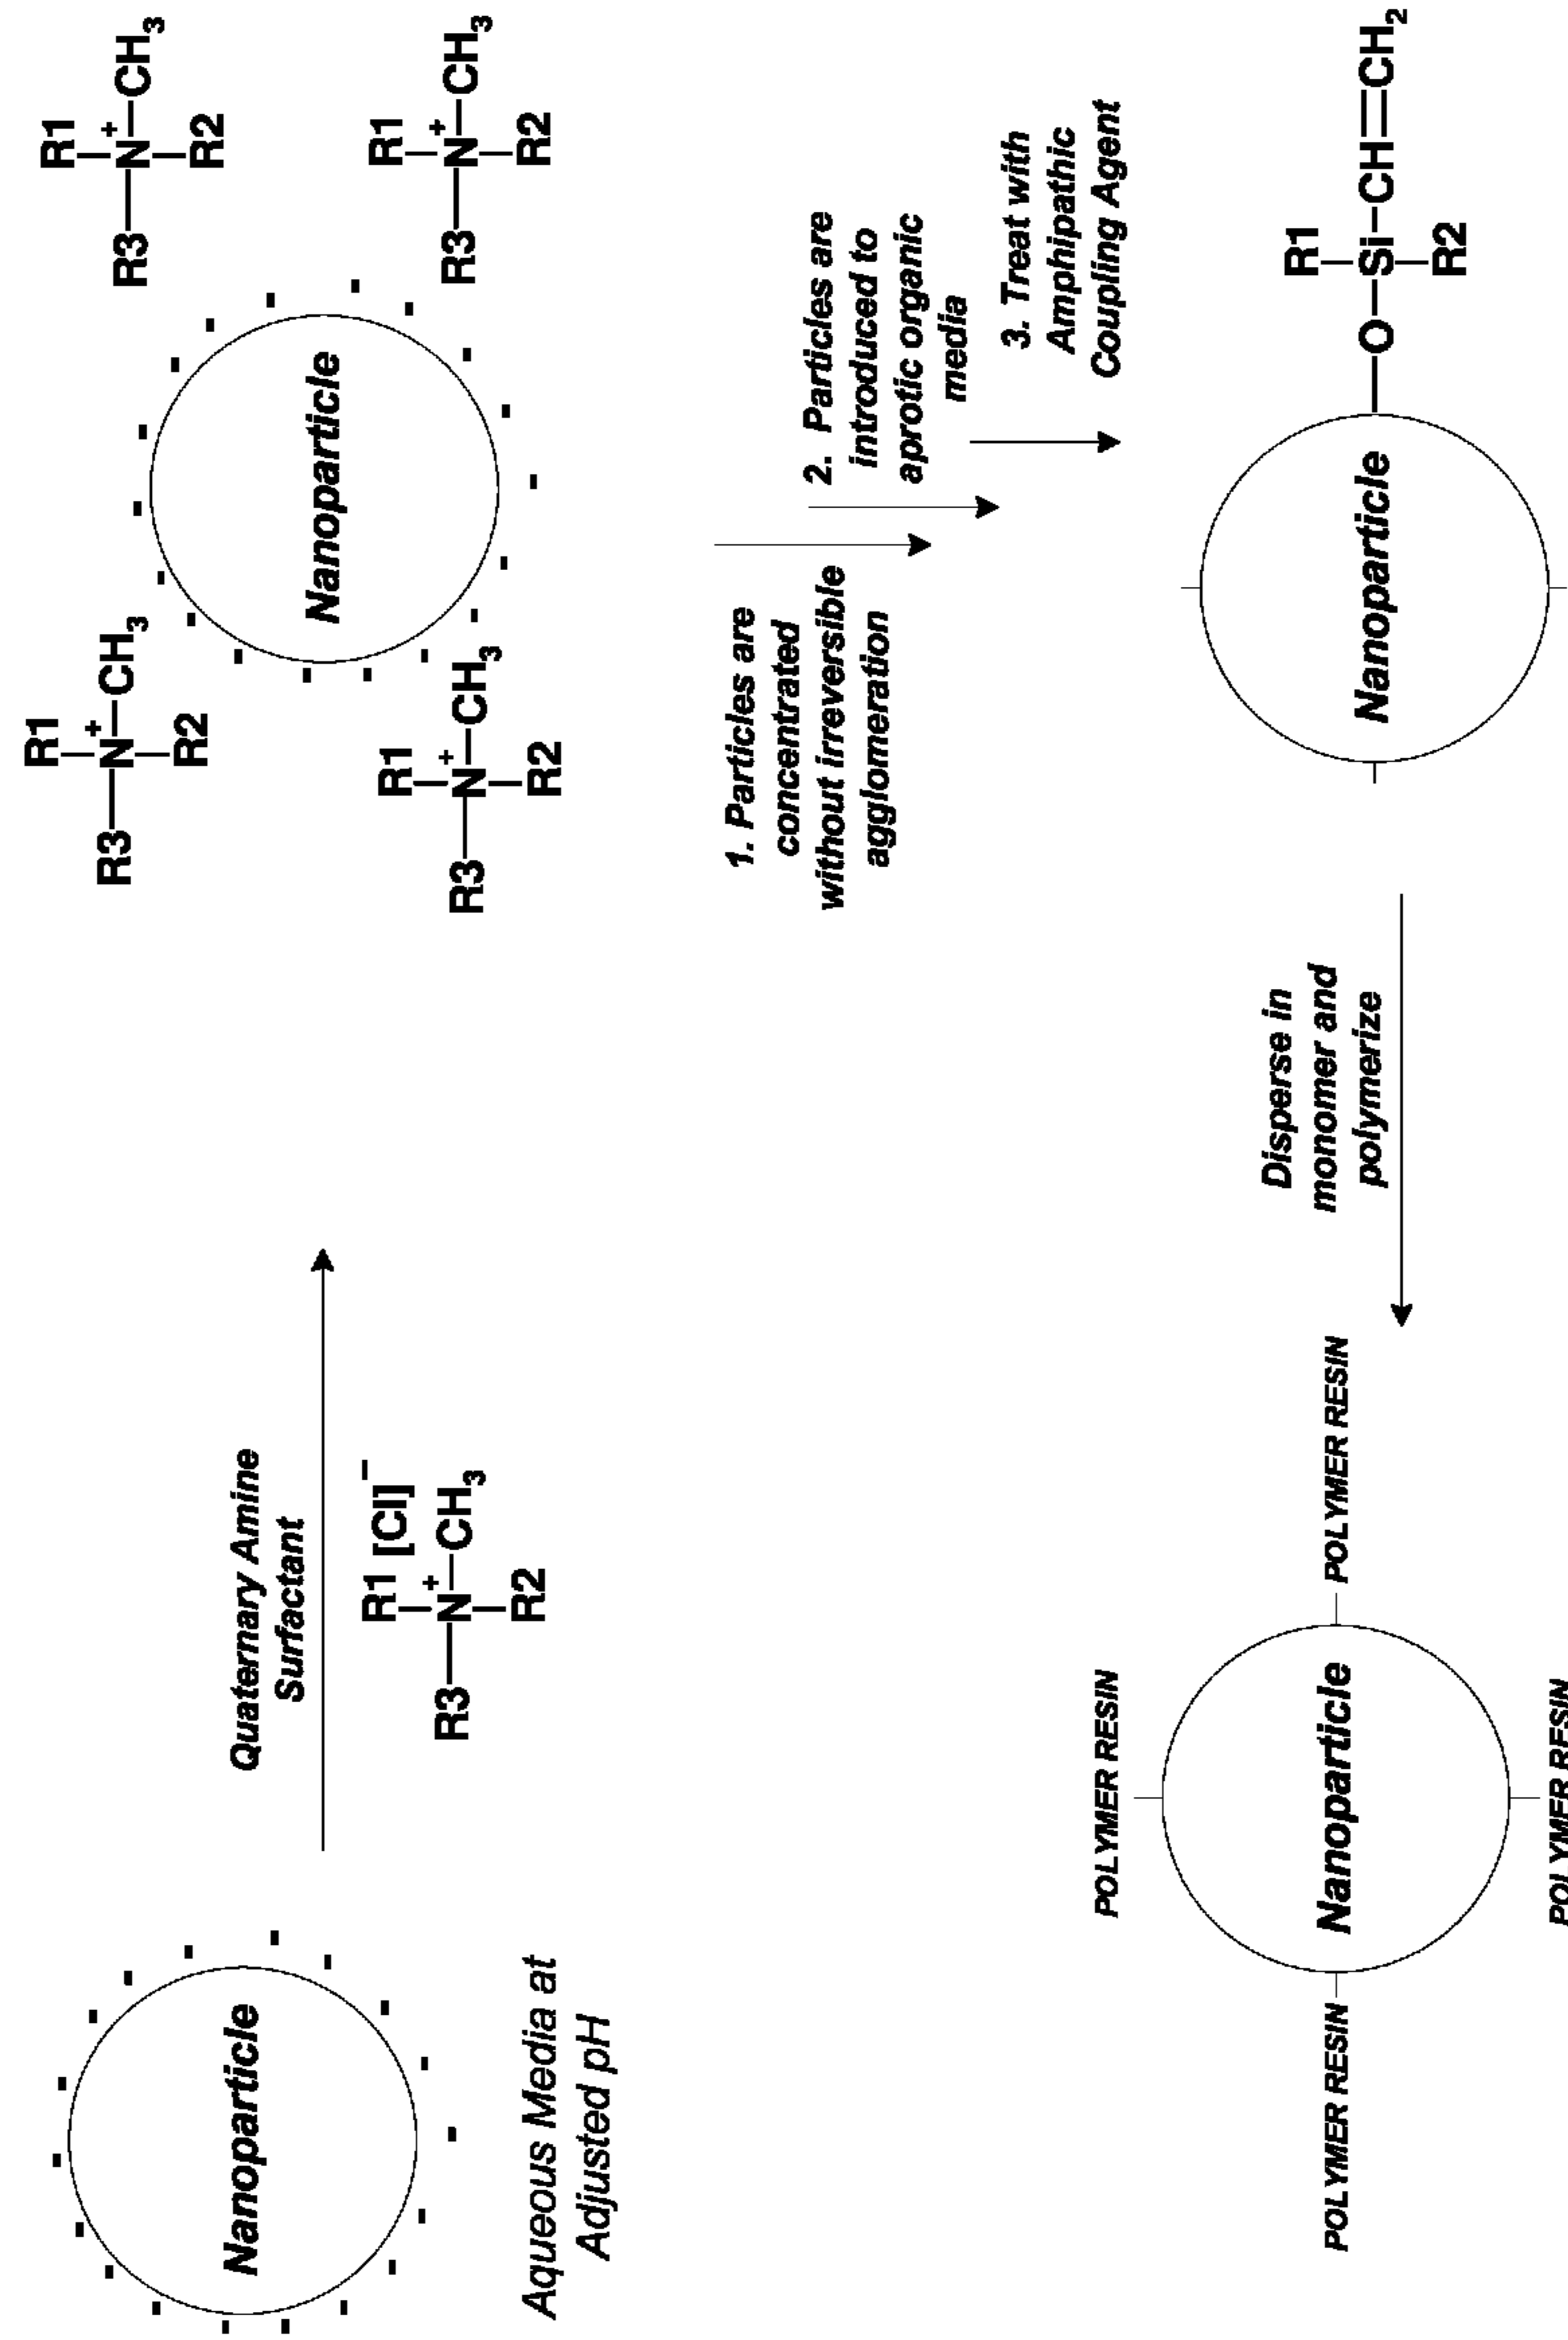 Nanoparticle
Aqueous Media at
Adjusted pH
Quaternary Amine
Surfactant
R1 [Cl]⁻
R3—N⁺—CH₃
R2
R1
R3—N⁺—CH₃
R2
R1
R3—N⁺—CH₃
R2
Nanoparticle
R1
R3—N⁺—CH₃
R2
R1
R3—N⁺—CH₃
R2
1. Particles are
concentrated
without irreversible
agglomeration
2. Particles are
introduced to
aprotic organic
media
3. Treat with
Amphipathic
Coupling Agent
R1
Nanoparticle —O—Si—CH=CH₂
R2
Disperse in
monomer and
polymerize
POLYMER RESIN
POLYMER RESIN
Nanoparticle
POLYMER RESIN
POLYMER RESIN